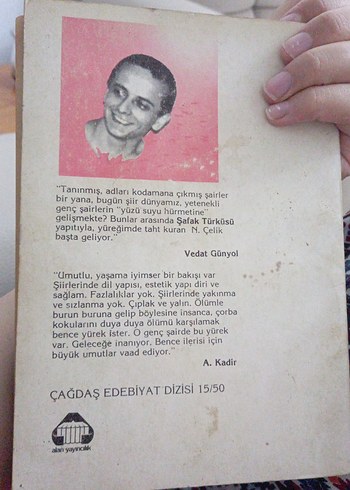 "Tanınmış, adları kodamana çıkmış şairler
bir yana, bugün şiir dünyamız, yetenekli
genç şairlerin "yüzü suyu hürmetine"
gelişmekte? Bunlar arasında Şafak Türküsü
yapıtıyla, yüreğimde taht kuran N. Çelik
başta geliyor."
Vedat Günyol
"Umutlu, yaşama iyimser bir bakışı var
Şiirlerinde dil yapısı, estetik yapı diri ve
sağlam. Fazlalıklar yok. Şiirlerinde yakınma
ve sızlanma yok. Çıplak ve yalın. Ölümle
burun buruna gelip böylesine insanca, çorba
kokularını duya duya ölümü karşılamak
bence yürek ister. O genç şairde bu yürek
var. Geleceğe inanıyor. Bence ilerisi için
büyük umutlar vaad ediyor."
A. Kadir
ÇAĞDAŞ EDEBİYAT DİZİSİ 15/50
alan yayıncılık